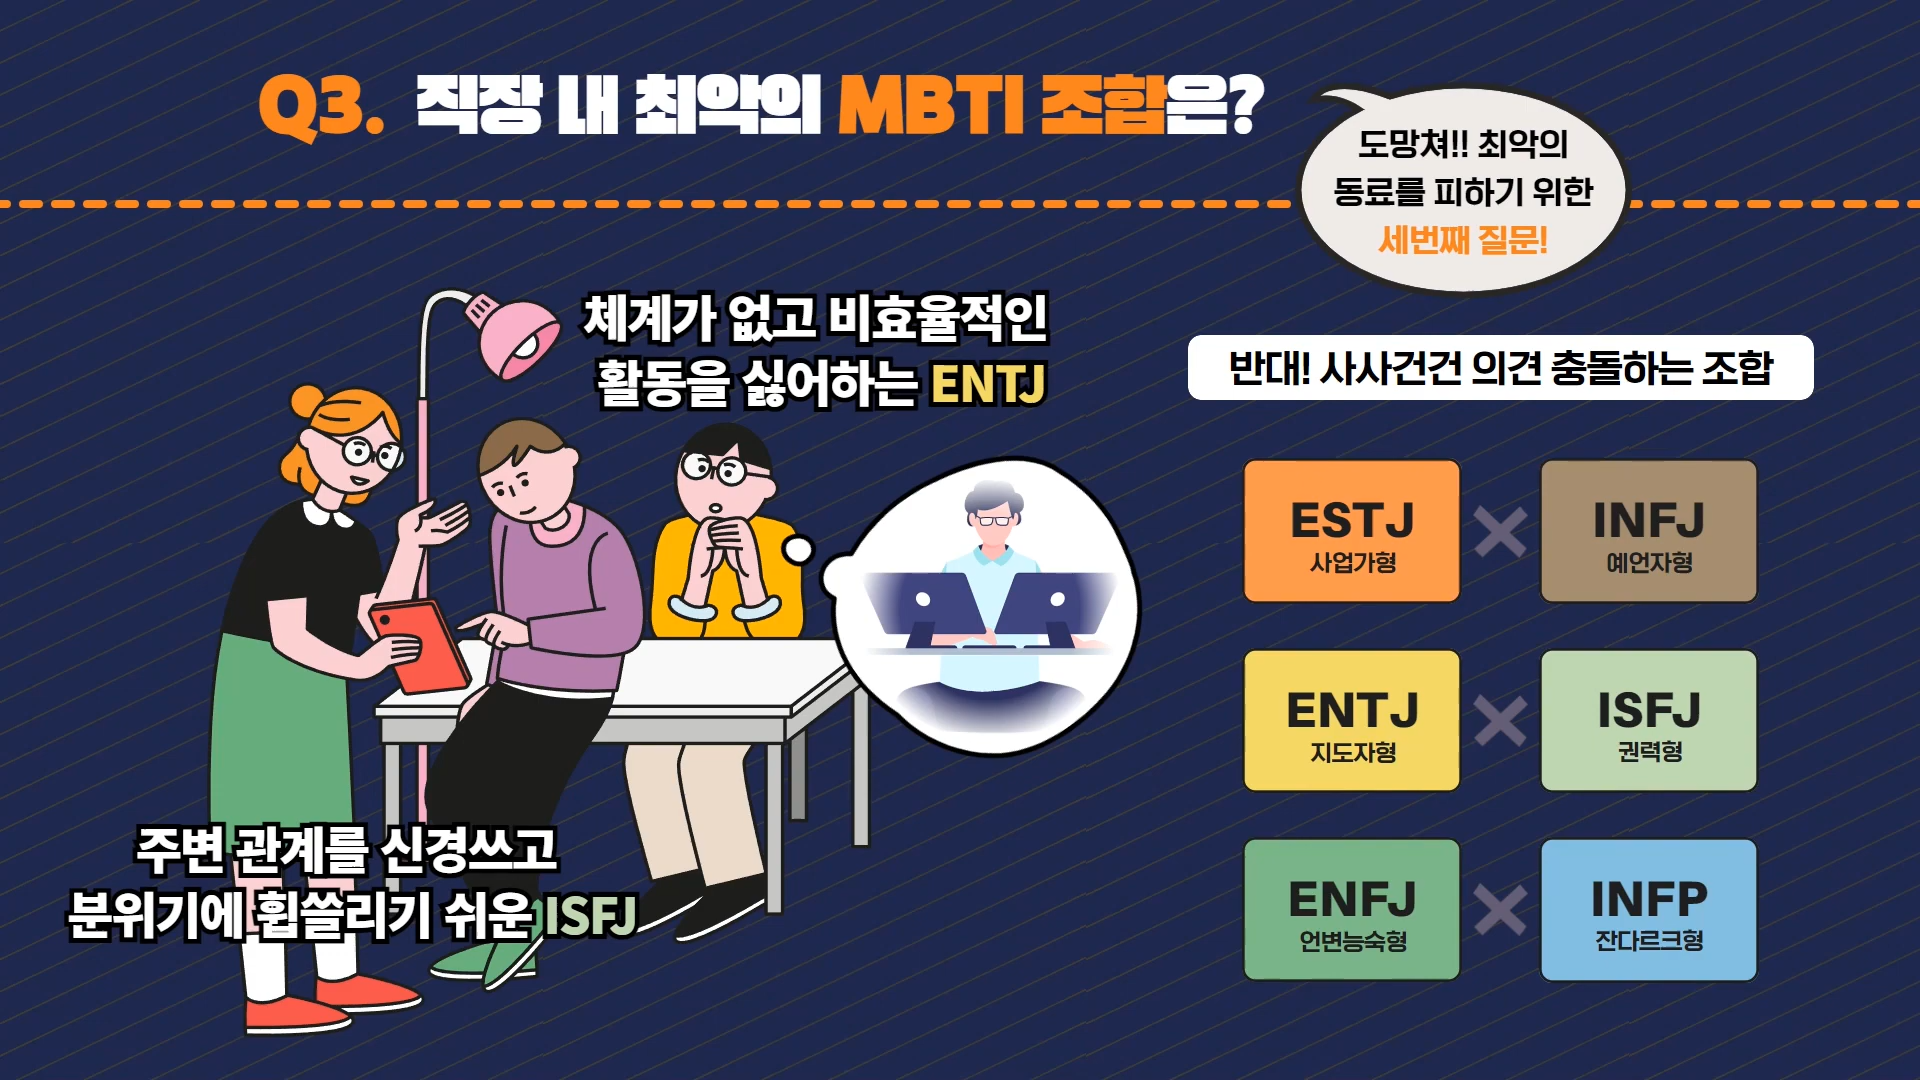 Q3. 직장 내 최악의 MBTI 조합은?
도망쳐!! 최악의
동료를 피하기 위한
세번째 질문!
체계가 없고 비효율적인
활동을 싫어하는 ENTJ
반대! 사사건건 의견 충돌하는 조합
ESTJ
사업가형
×
INFJ
예언자형
ENTJ
지도자형
×
ISFJ
권력형
ENFJ
언변능숙형
×
INFP
잔다르크형
주변 관계를 신경쓰고
분위기에 휩쓸리기 쉬운 ISFJ